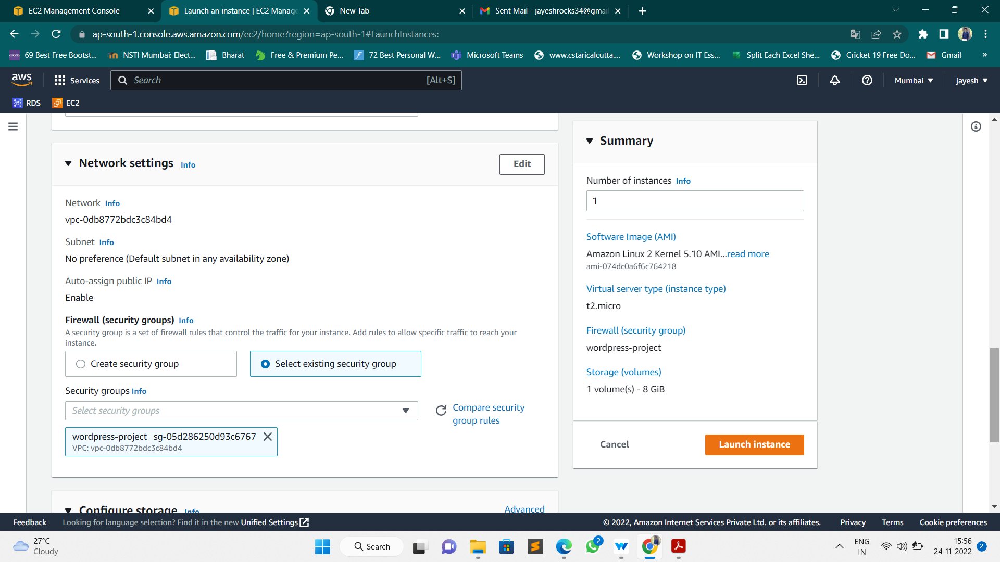 EC2 Management Console
Launch an instance | EC2 Manage
New Tab
Sent Mail - jayeshrocks34@gmail
ap-south-1.console.aws.amazon.com/ec2/home?region=ap-south-1#LaunchInstances:
69 Best Free Bootst...
NSTI Mumbai: Elect...
Bharat
Free & Premium Pe...
72 Best Personal W...
Microsoft Teams
www.cstaricalcutta....
Workshop on IT Ess...
Split Each Excel She...
Cricket 19 Free Do...
Gmail
»
aws
Services
Search
[Alt+S]
Mumbai
jayesh
RDS
EC2
Network settings Info
Edit
Network Info
vpc-0db8772bdc3c84bd4
Subnet Info
No preference (Default subnet in any availability zone)
Auto-assign public IP Info
Enable
Firewall (security groups) Info
A security group is a set of firewall rules that control the traffic for your instance. Add rules to allow specific traffic to reach your
instance.
Create security group
Select existing security group
Security groups Info
Select security groups
Compare security
group rules
wordpress-project sg-05d286250d93c6767
VPC: vpc-0db8772bdc3c84bd4
Configure storage Info
Advanced
Summary
Number of instances Info
1
Software Image (AMI)
Amazon Linux 2 Kernel 5.10 AMI...read more
ami-074dc0a6f6c764218
Virtual server type (instance type)
t2.micro
Firewall (security group)
wordpress-project
Storage (volumes)
1 volume(s) - 8 GiB
Cancel
Launch instance
Feedback
Looking for language selection? Find it in the new Unified Settings
© 2022, Amazon Internet Services Private Ltd. or its affiliates.
Privacy
Terms
Cookie preferences
27°C
Cloudy
Search
2
ENG
IN
15:56
24-11-2022
2